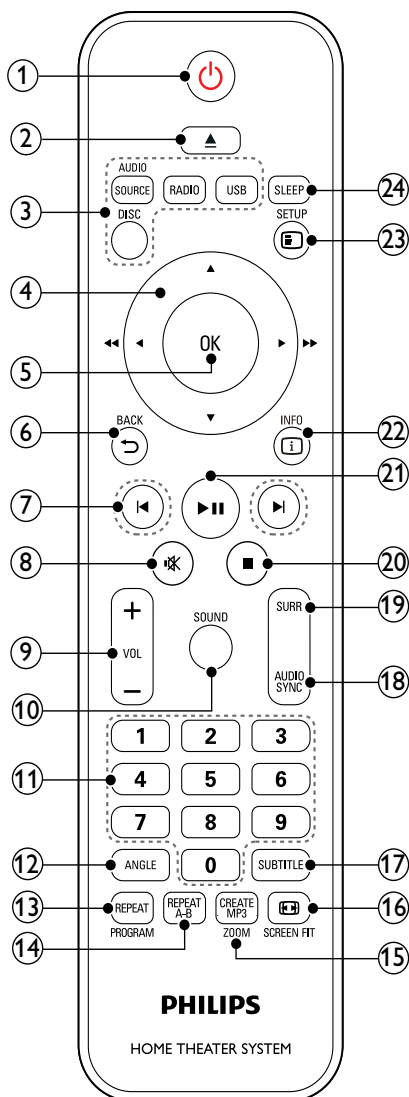 1
2
AUDIO
SOURCE RADIO USB SLEEP 24
3 DISC SETUP 23
4
OK
5
6 BACK INFO 22
21
7
8 20
+ SOUND SURR 19
9 VOL
− AUDIO
SYNC 18
10
1 2 3
11 4 5 6
7 8 9
12 ANGLE 0 SUBTITLE 17
13 REPEAT REPEAT
A-B CREATE
MP3 16
PROGRAM 14 ZOOM SCREEN FIT
15
PHILIPS
HOME THEATER SYSTEM